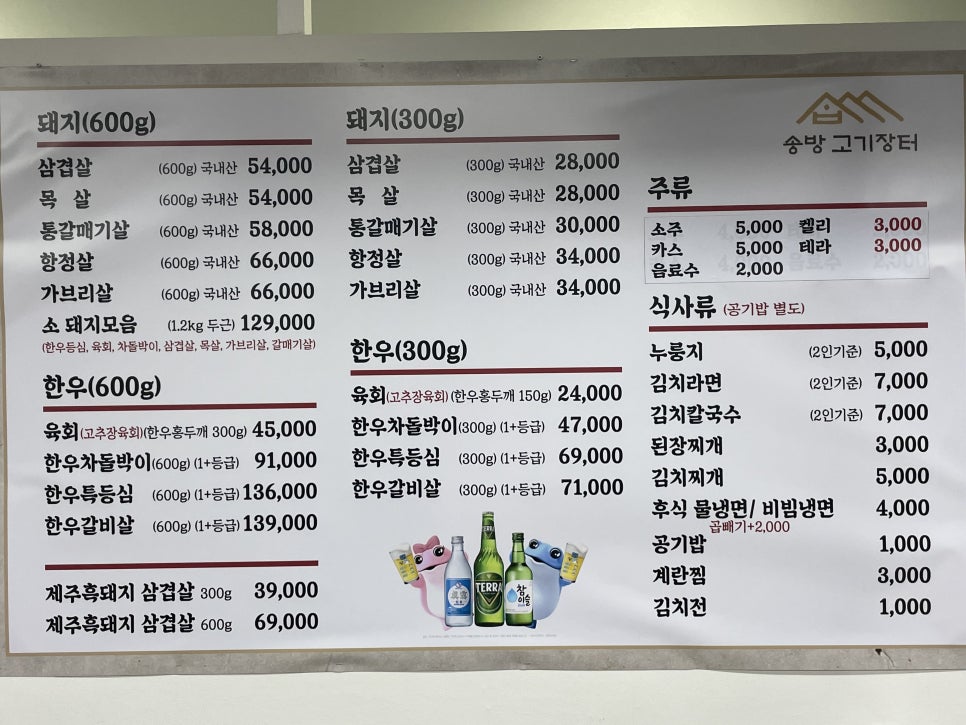 돼지(600g)
삼겹살 (600g) 국내산 54,000
목 살 (600g) 국내산 54,000
통갈매기살 (600g) 국내산 58,000
항정살 (600g) 국내산 66,000
가브리살 (600g) 국내산 66,000
소 돼지모음 (1.2kg 두근) 129,000
(한우등심, 육회, 차돌박이, 삼겹살, 목살, 가브리살, 갈매기살)
한우(600g)
육회(고추장육회)(한우홍두깨 300g) 45,000
한우차돌박이(600g) (1+등급) 91,000
한우특등심 (600g) (1+등급) 136,000
한우갈비살 (600g) (1+등급) 139,000
제주흑돼지 삼겹살 300g 39,000
제주흑돼지 삼겹살 600g 69,000
돼지(300g)
삼겹살 (300g) 국내산 28,000
목 살 (300g) 국내산 28,000
통갈매기살 (300g) 국내산 30,000
항정살 (300g) 국내산 34,000
가브리살 (300g) 국내산 34,000
한우(300g)
육회(고추장육회)(한우홍두깨 150g) 24,000
한우차돌박이(300g) (1+등급) 47,000
한우특등심 (300g) (1+등급) 69,000
한우갈비살 (300g) (1+등급) 71,000
TERRA
참이슬
송방 고기장터
주류
소주 5,000 켈리 3,000
카스 5,000 테라 3,000
음료수 2,000
식사류 (공기밥 별도)
누룽지 (2인기준) 5,000
김치라면 (2인기준) 7,000
김치칼국수 (2인기준) 7,000
된장찌개 3,000
김치찌개 5,000
후식 물냉면/ 비빔냉면 4,000
곱빼기+2,000
공기밥 1,000
계란찜 3,000
김치전 1,000